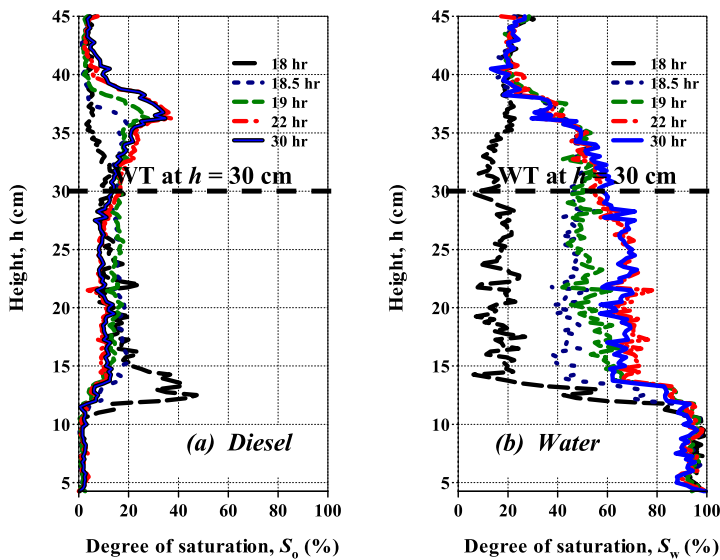 45
40
35
30
25
20
15
10
5
Height, h (cm)
18 hr
18.5 hr
19 hr
22 hr
30 hr
WT at h = 30 cm
(a) Diesel
0 20 40 60 80 100
Degree of saturation, So (%)
45
40
35
30
25
20
15
10
5
Height, h (cm)
18 hr
18.5 hr
19 hr
22 hr
30 hr
WT at h = 30 cm
(b) Water
0 20 40 60 80 100
Degree of saturation, Sw (%)